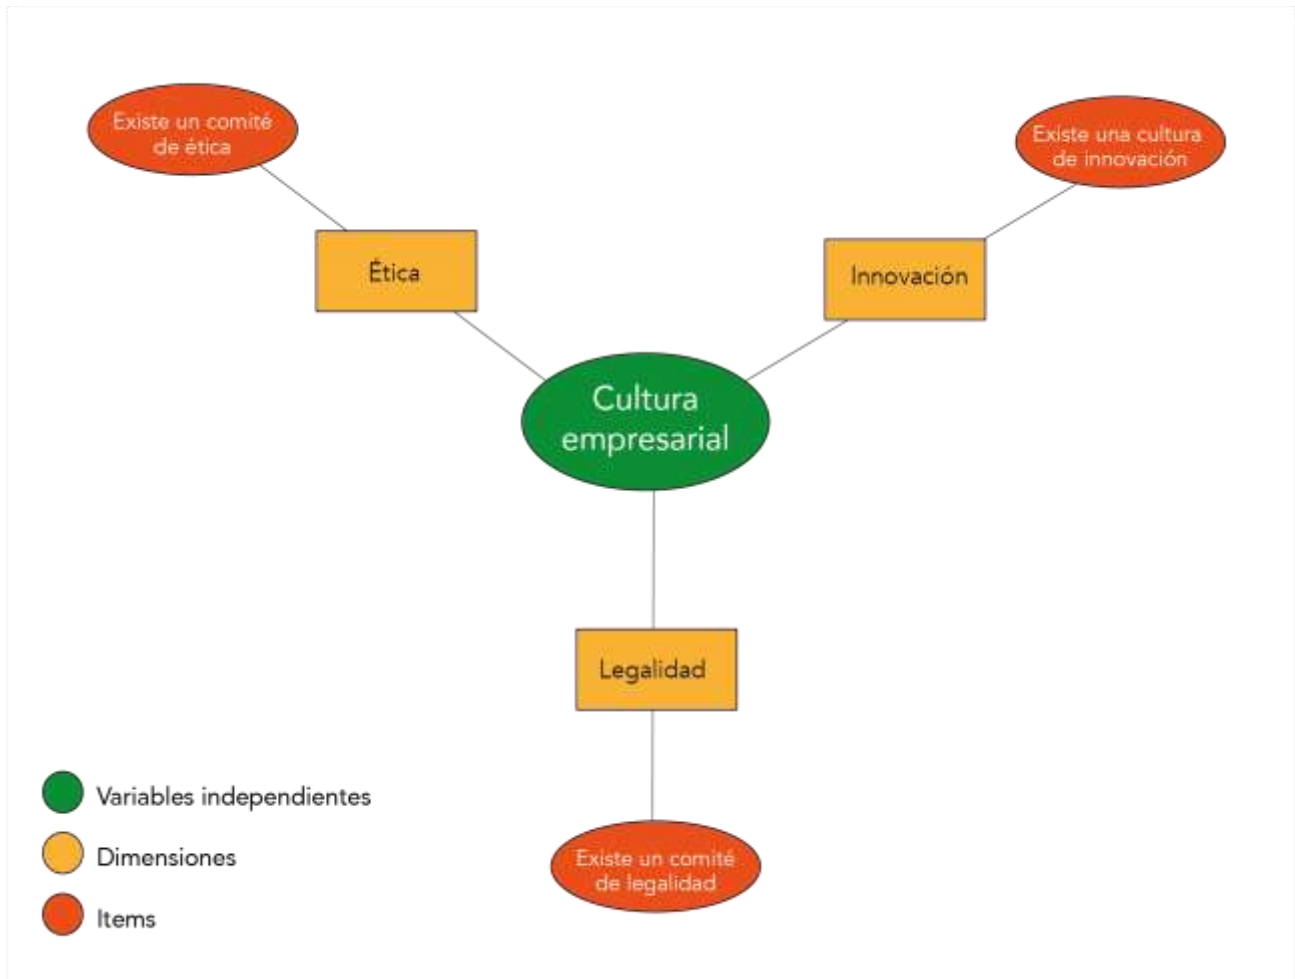 Existe un comité
de ética
Existe una cultura
de innovación
Ética
Innovación
Cultura
empresarial
Legalidad
Existe un comité
de legalidad
Variables independientes
Dimensiones
Items